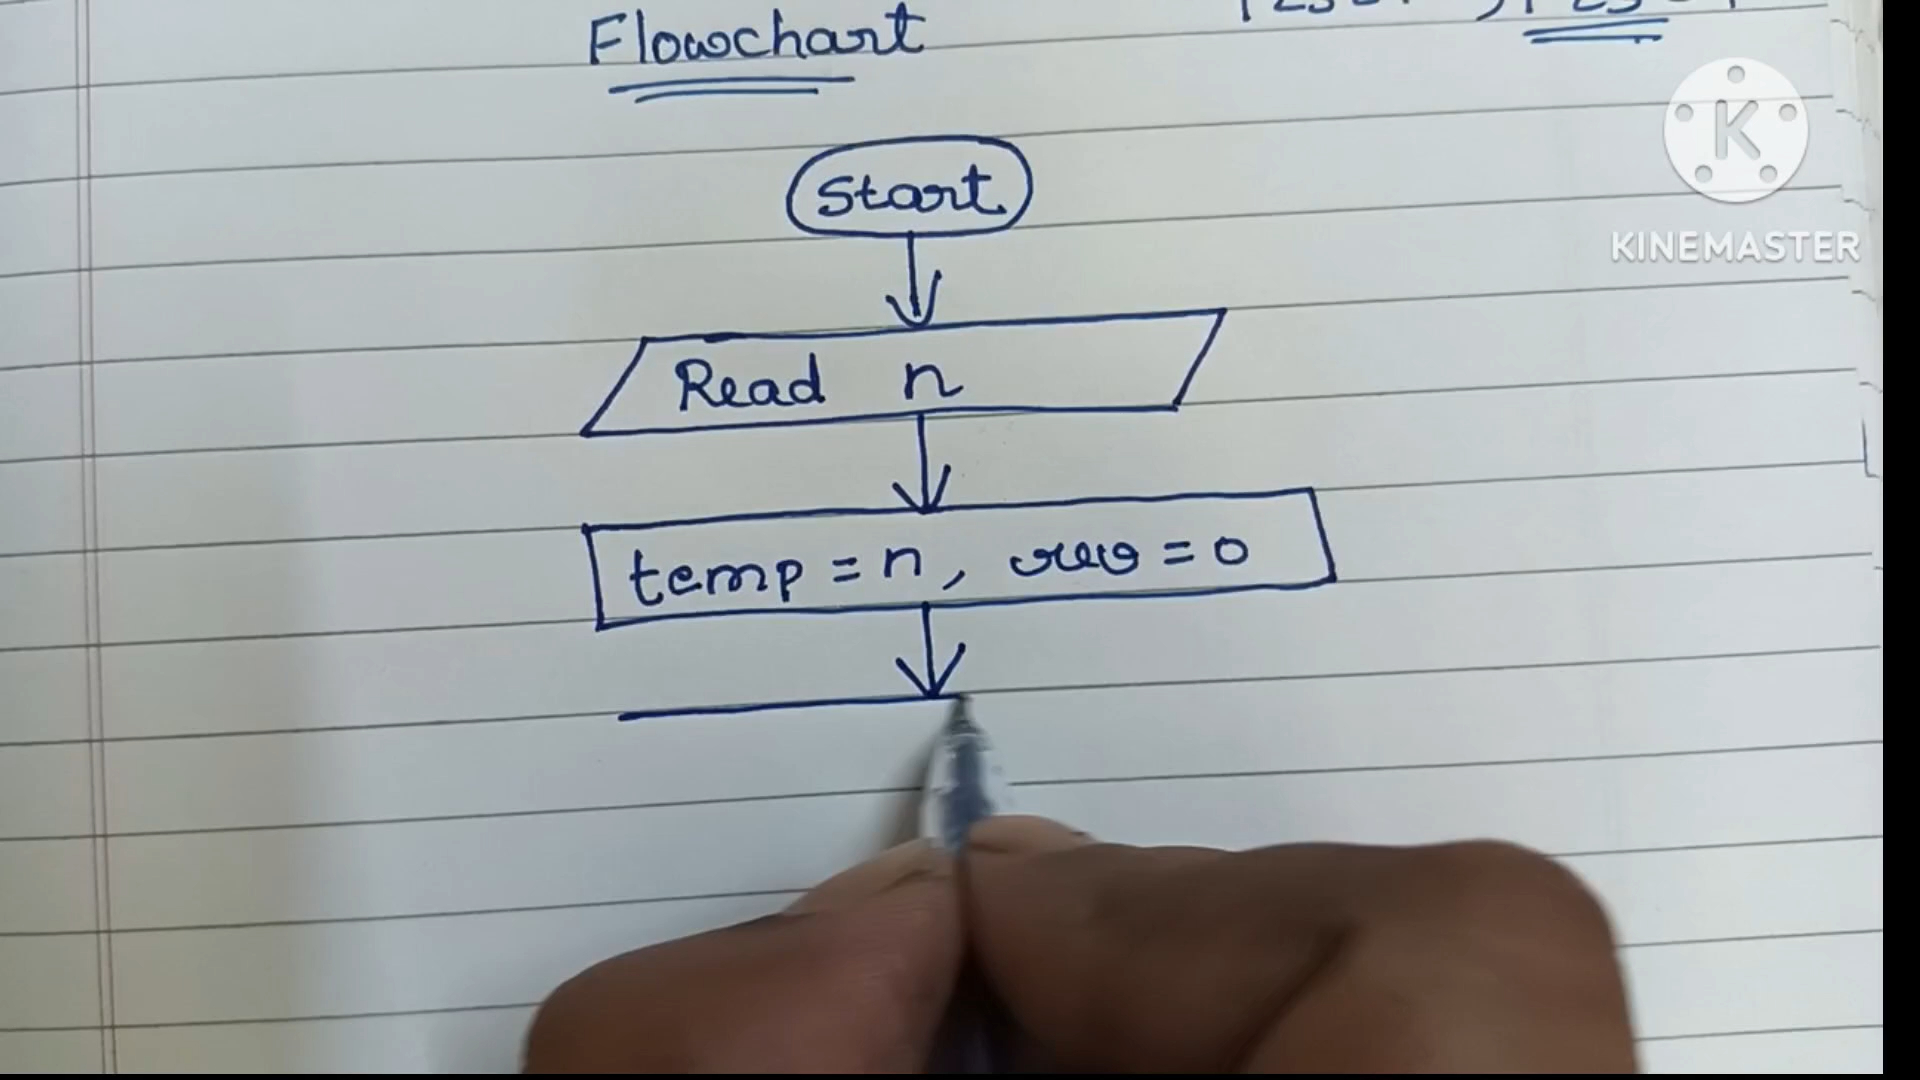 Flowchart
K
KINEMASTER
Start
Read n
temp = n, rev = 0